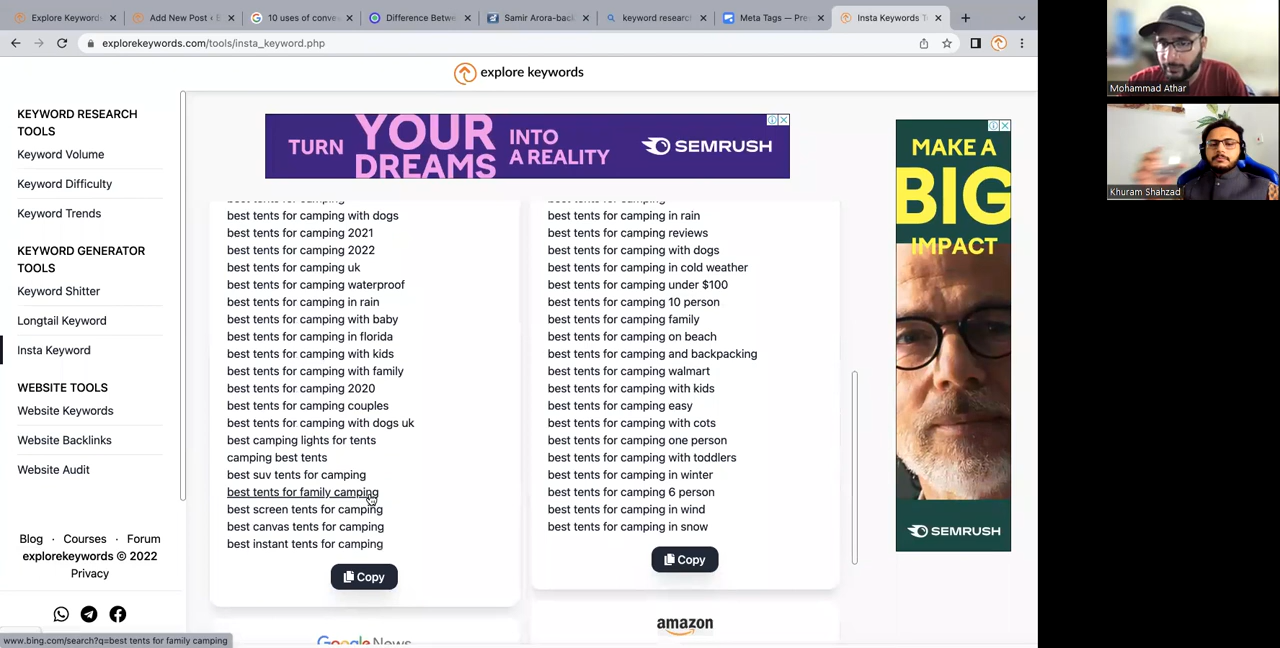 Explore Keywords
Add New Post ‹ E
10 uses of conve
Difference Betwe
Samir Arora-back
keyword research
Meta Tags — Prev
Insta Keywords T
explorekeywords.com/tools/insta_keyword.php
explore keywords
KEYWORD RESEARCH
TOOLS
Keyword Volume
Keyword Difficulty
Keyword Trends
KEYWORD GENERATOR
TOOLS
Keyword Shitter
Longtail Keyword
Insta Keyword
WEBSITE TOOLS
Website Keywords
Website Backlinks
Website Audit
Blog · Courses · Forum
explorekeywords © 2022
Privacy
TURN YOUR DREAMS INTO A REALITY
SEMRUSH
best tents for camping with dogs
best tents for camping 2021
best tents for camping 2022
best tents for camping uk
best tents for camping waterproof
best tents for camping in rain
best tents for camping with baby
best tents for camping in florida
best tents for camping with kids
best tents for camping with family
best tents for camping 2020
best tents for camping couples
best tents for camping with dogs uk
best camping lights for tents
camping best tents
best suv tents for camping
best tents for family camping
best screen tents for camping
best canvas tents for camping
best instant tents for camping
Copy
Google News
best tents for camping in rain
best tents for camping reviews
best tents for camping with dogs
best tents for camping in cold weather
best tents for camping under $100
best tents for camping 10 person
best tents for camping family
best tents for camping on beach
best tents for camping and backpacking
best tents for camping walmart
best tents for camping with kids
best tents for camping easy
best tents for camping with cots
best tents for camping one person
best tents for camping with toddlers
best tents for camping in winter
best tents for camping 6 person
best tents for camping in wind
best tents for camping in snow
Copy
amazon
MAKE A
BIG
IMPACT
SEMRUSH
www.bing.com/search?q=best tents for family camping
Mohammad Athar
Khuram Shahzad